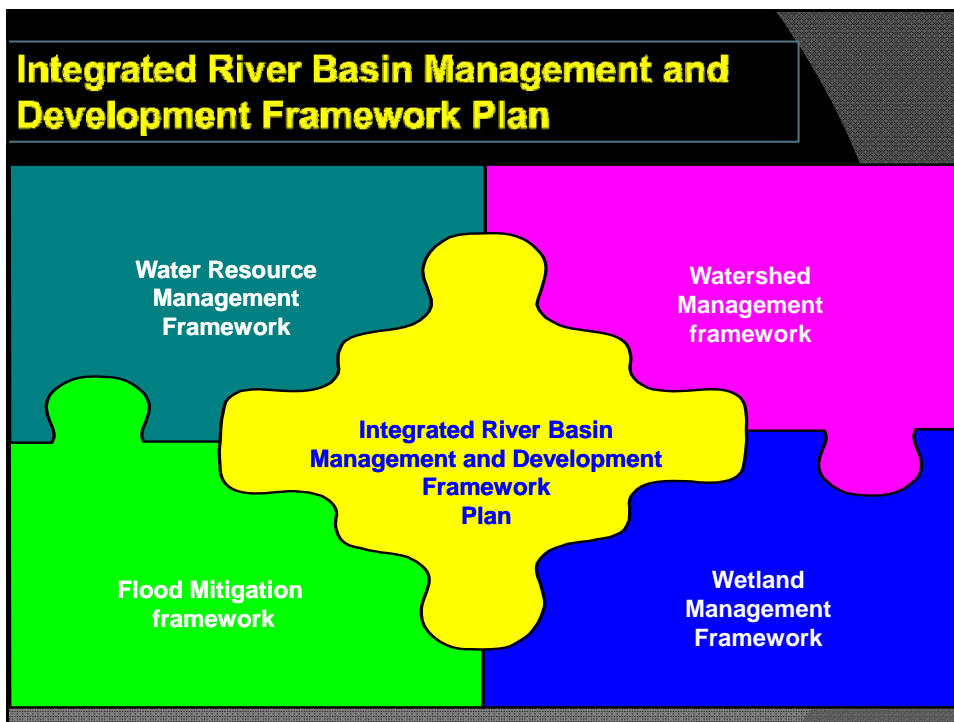 Integrated River Basin Management and
Development Framework Plan
Water Resource
Management
Framework
Watershed
Management
framework
Integrated River Basin
Management and Development
Framework
Plan
Flood Mitigation
framework
Wetland
Management
Framework